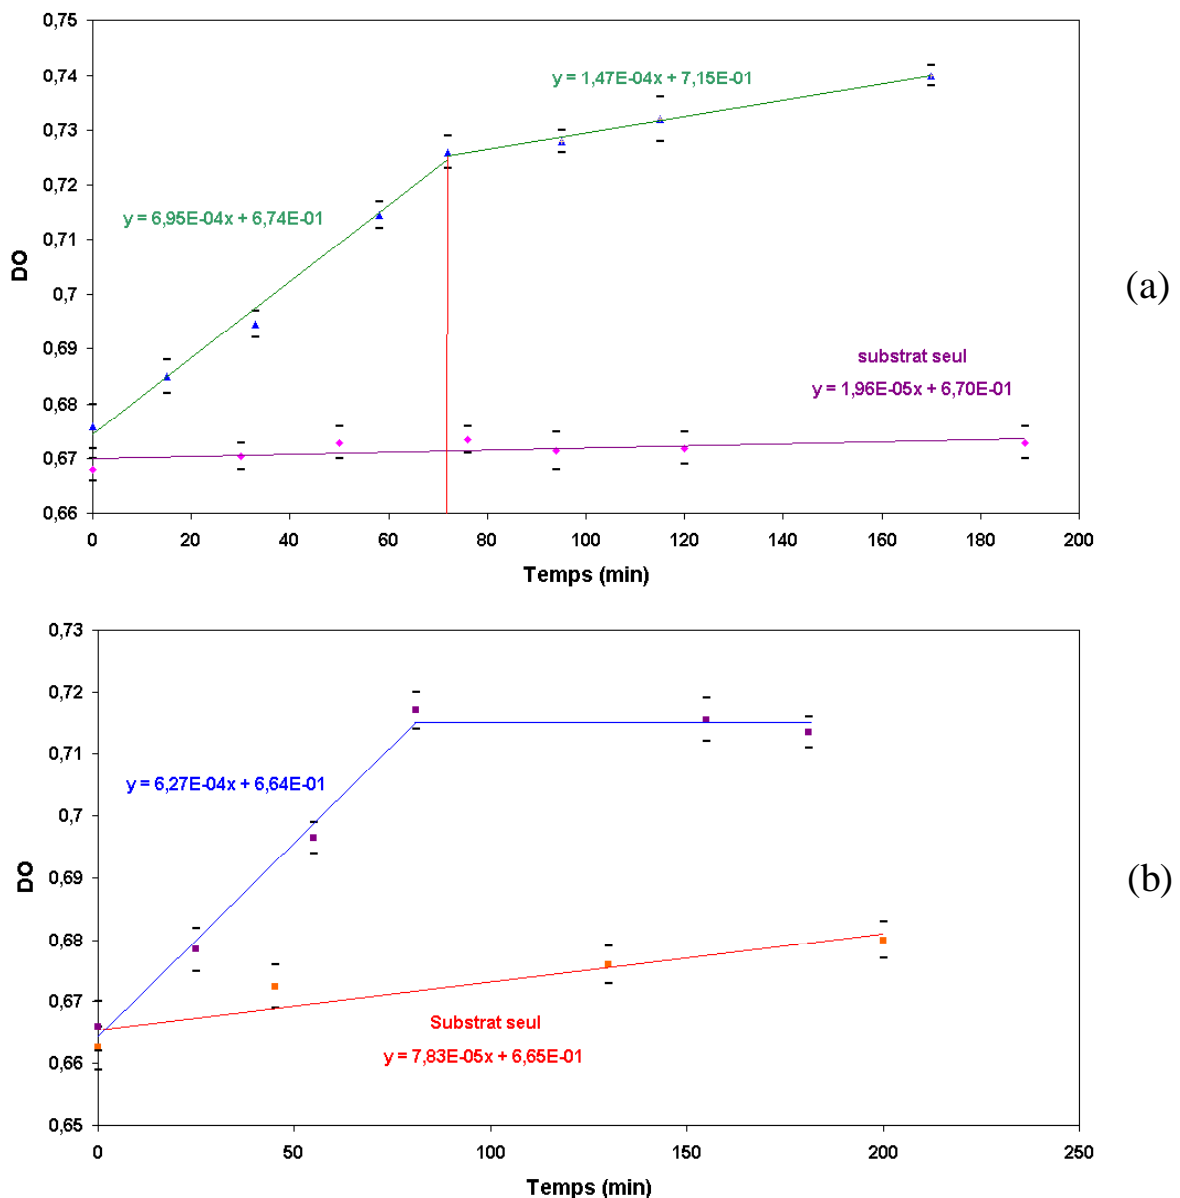 0,75
0,74
0,73
0,72
0,71
0,7
0,69
0,68
0,67
0,66
DO
y = 1,47E-04x + 7,15E-01
y = 6,95E-04x + 6,74E-01
substrat seul
y = 1,96E-05x + 6,70E-01
0 20 40 60 80 100 120 140 160 180 200
Temps (min)
(a)
0,73
0,72
0,71
0,7
0,69
0,68
0,67
0,66
0,65
DO
y = 6,27E-04x + 6,64E-01
Substrat seul
y = 7,83E-05x + 6,65E-01
0 50 100 150 200 250
Temps (min)
(b)